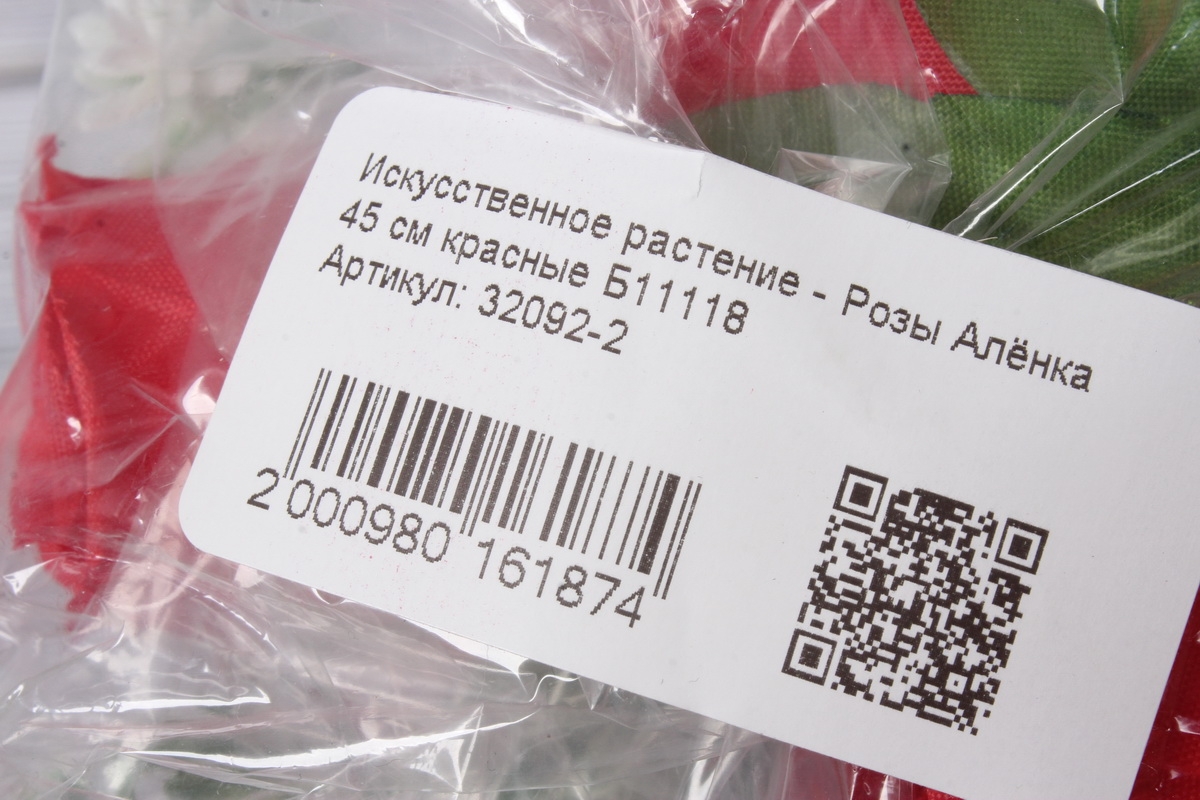 Искусственное растение - Розы Алёнка
45 см красные Б11118
Артикул: 32092-2
2 000980 161874